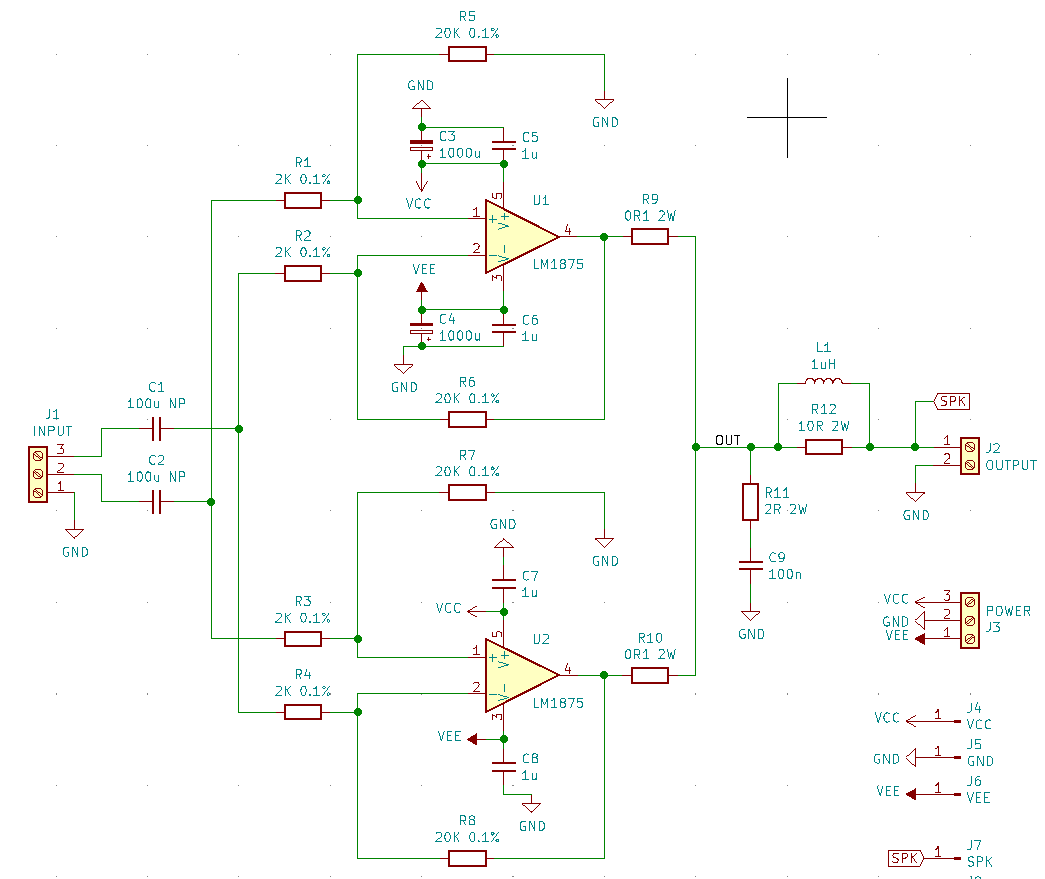 R5
20K 0.1%
GND
GND
C3
1000u
C5
1u
VCC
R1
2K 0.1%
5
U1
1
+
V+
4
R9
0R1 2W
R2
2K 0.1%
2
-
V-
3
LM1875
VEE
C4
1000u
C6
1u
GND
R6
20K 0.1%
C1
100u NP
J1
INPUT
3
2
1
C2
100u NP
GND
R7
20K 0.1%
GND
GND
C7
1u
VCC
R3
2K 0.1%
5
U2
1
+
V+
4
R10
0R1 2W
R4
2K 0.1%
2
-
V-
3
LM1875
VEE
C8
1u
GND
R8
20K 0.1%
L1
1uH
R12
10R 2W
OUT
SPK
1
2
J2
OUTPUT
GND
R11
2R 2W
C9
100n
GND
VCC
3
GND
2
VEE
1
POWER
J3
VCC
1
J4
VCC
GND
1
J5
GND
VEE
1
J6
VEE
SPK
1
J7
SPK